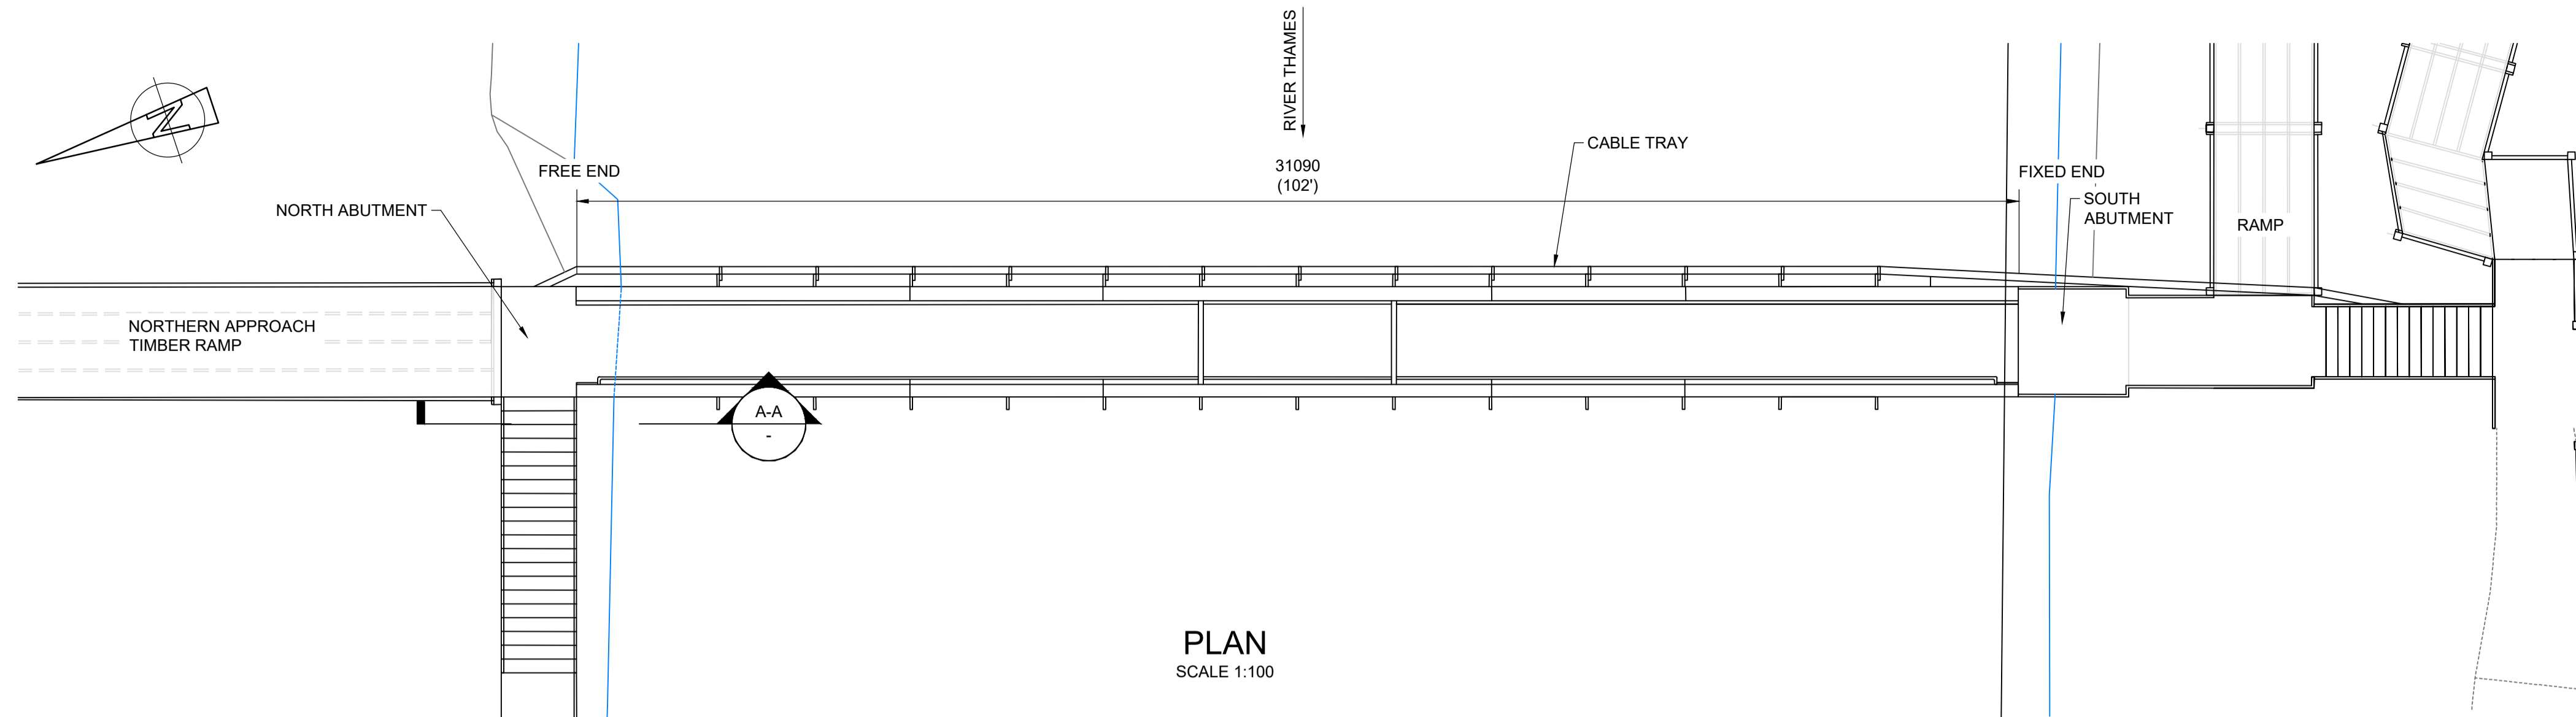 RIVER THAMES
N
31090
(102')
CABLE TRAY
FREE END
FIXED END
NORTH ABUTMENT
SOUTH
ABUTMENT
RAMP
NORTHERN APPROACH
TIMBER RAMP
A-A
-
PLAN
SCALE 1:100